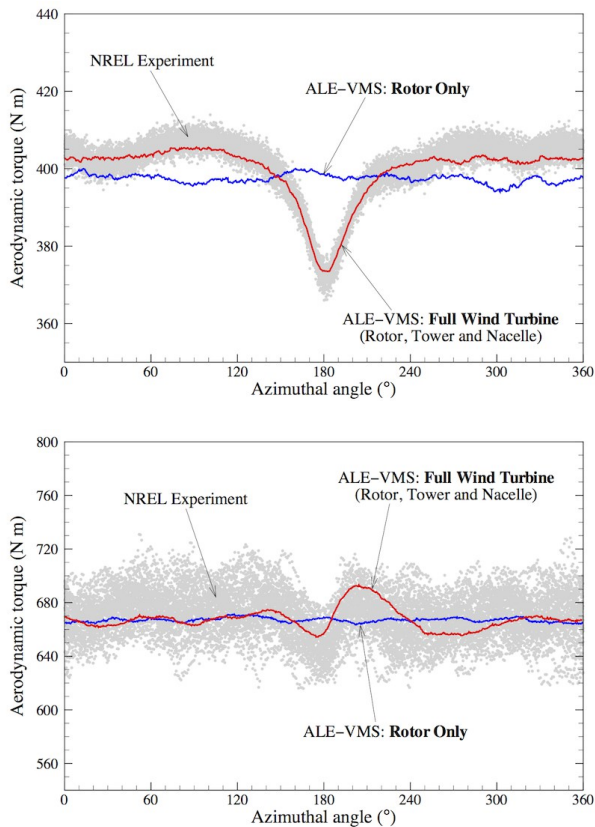 440
420
400
380
360
Aerodynamic torque (N m)
NREL Experiment
ALE-VMS: Rotor Only
ALE-VMS: Full Wind Turbine
(Rotor, Tower and Nacelle)
0 60 120 180 240 300 360
Azimuthal angle (°)
800
760
720
680
640
600
560
Aerodynamic torque (N m)
ALE-VMS: Full Wind Turbine
(Rotor, Tower and Nacelle)
NREL Experiment
ALE-VMS: Rotor Only
0 60 120 180 240 300 360
Azimuthal angle (°)